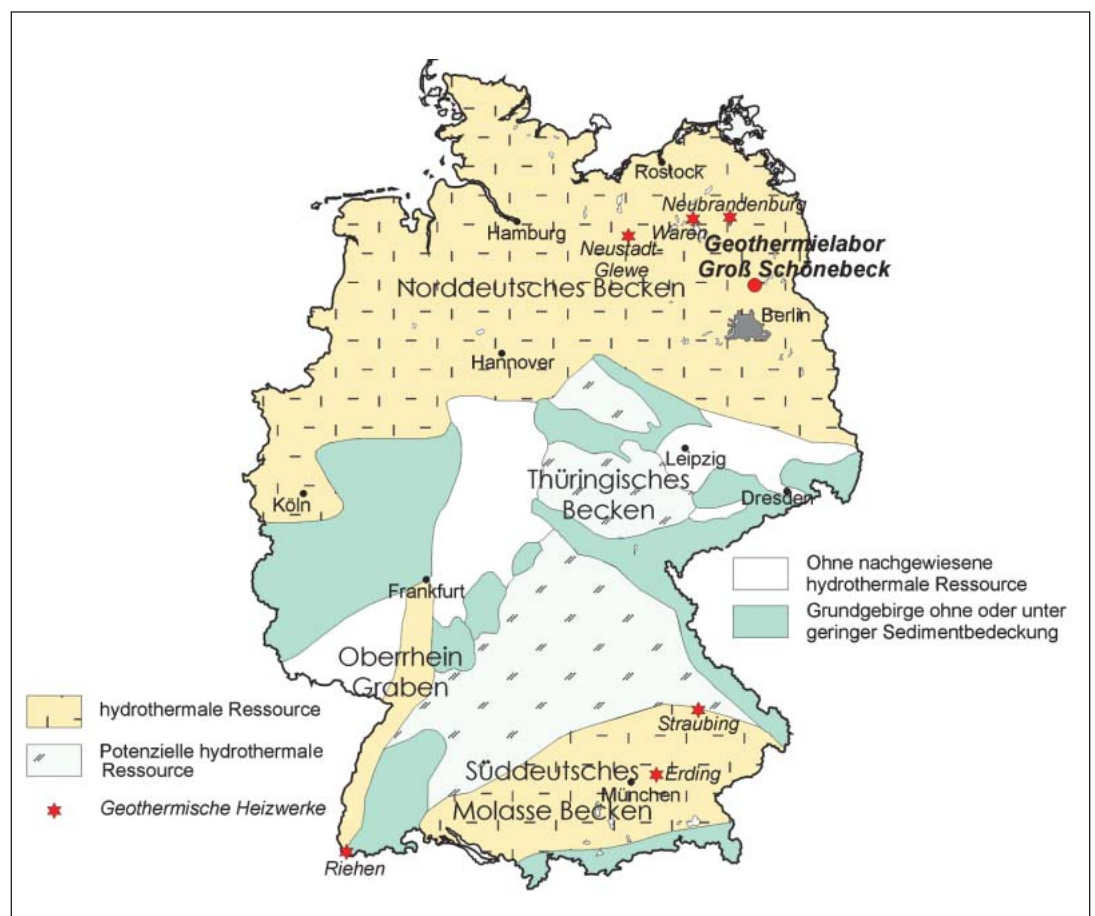 Rostock
Neubrandenburg
Waren
Hamburg
Neustadt-
Glewe
Geothermielabor
Groß Schönebeck
Norddeutsches Becken
Berlin
Hannover
Leipzig
Thüringisches
Becken
Dresden
Köln
Ohne nachgewiesene
hydrothermale Ressource
Frankfurt
Grundgebirge ohne oder unter
geringer Sedimentbedeckung
Oberrhein
Graben
hydrothermale Ressource
Straubing
Potenzielle hydrothermale
Ressource
Süddeutsches
Erding
München
Molasse Becken
Geothermische Heizwerke
Riehen